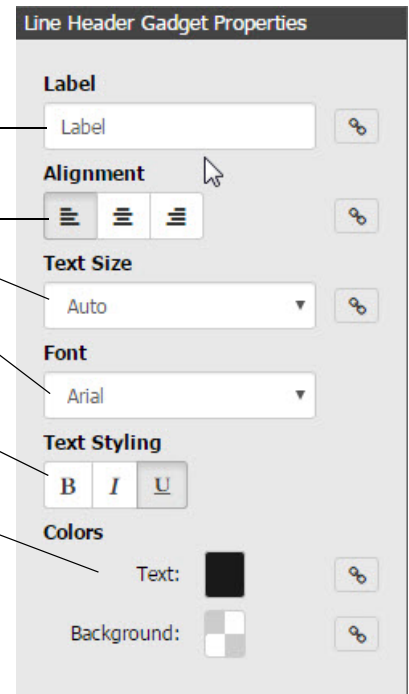 Line Header Gadget Properties
Label
Label
Alignment
Text Size
Auto
Font
Arial
Text Styling
B I U
Colors
Text:
Background: